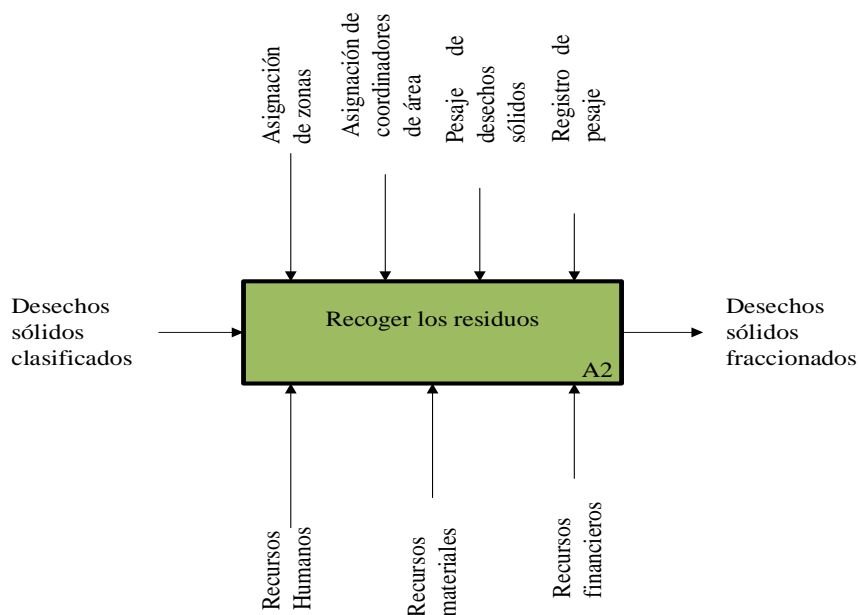 Asignación
de zonas
Asignación de
coordinadores
de área
Pesaje de
desechos
sólidos
Registro de
pesaje
Desechos
sólidos
clasificados
Recoger los residuos
A2
Desechos
sólidos
fraccionados
Recursos
Humanos
Recursos
materiales
Recursos
financieros